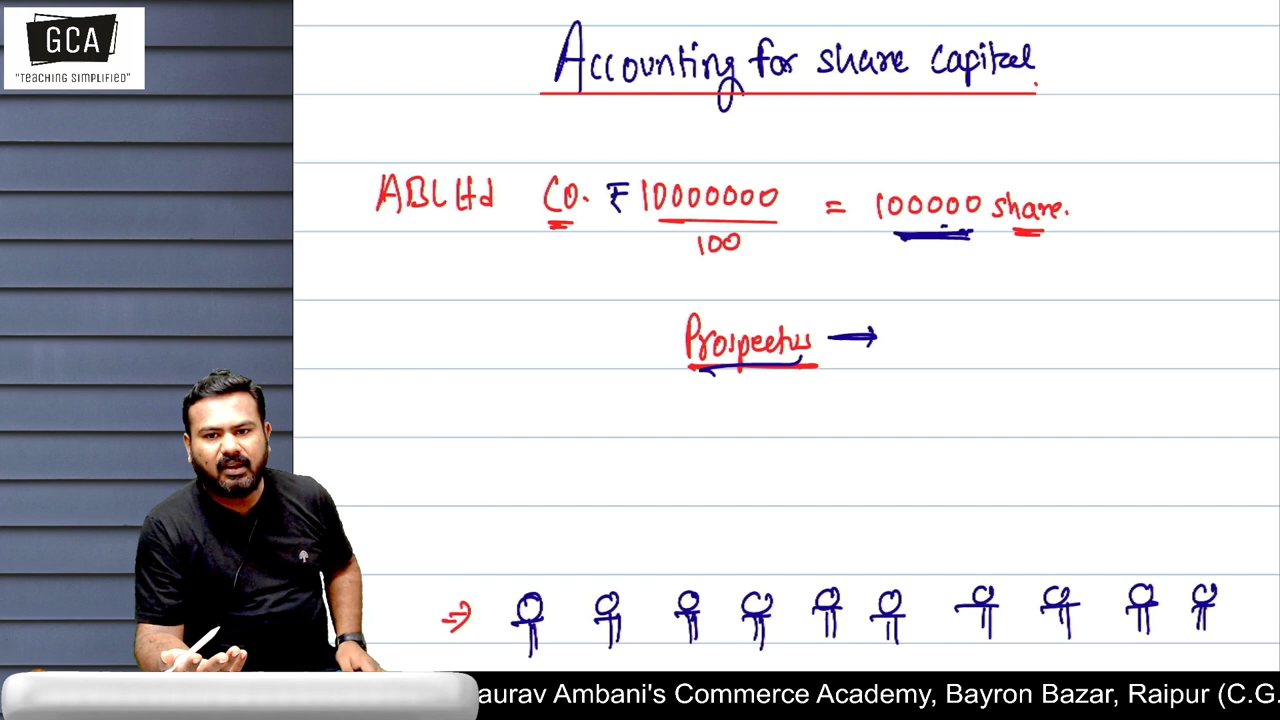 GCA
"TEACHING SIMPLIFIED"
Accounting for share capital
ABC Ltd Co. ₹ 10000000 = 100000 share.
100
Prospectus →
aurav Ambani's Commerce Academy, Bayron Bazar, Raipur (C.G